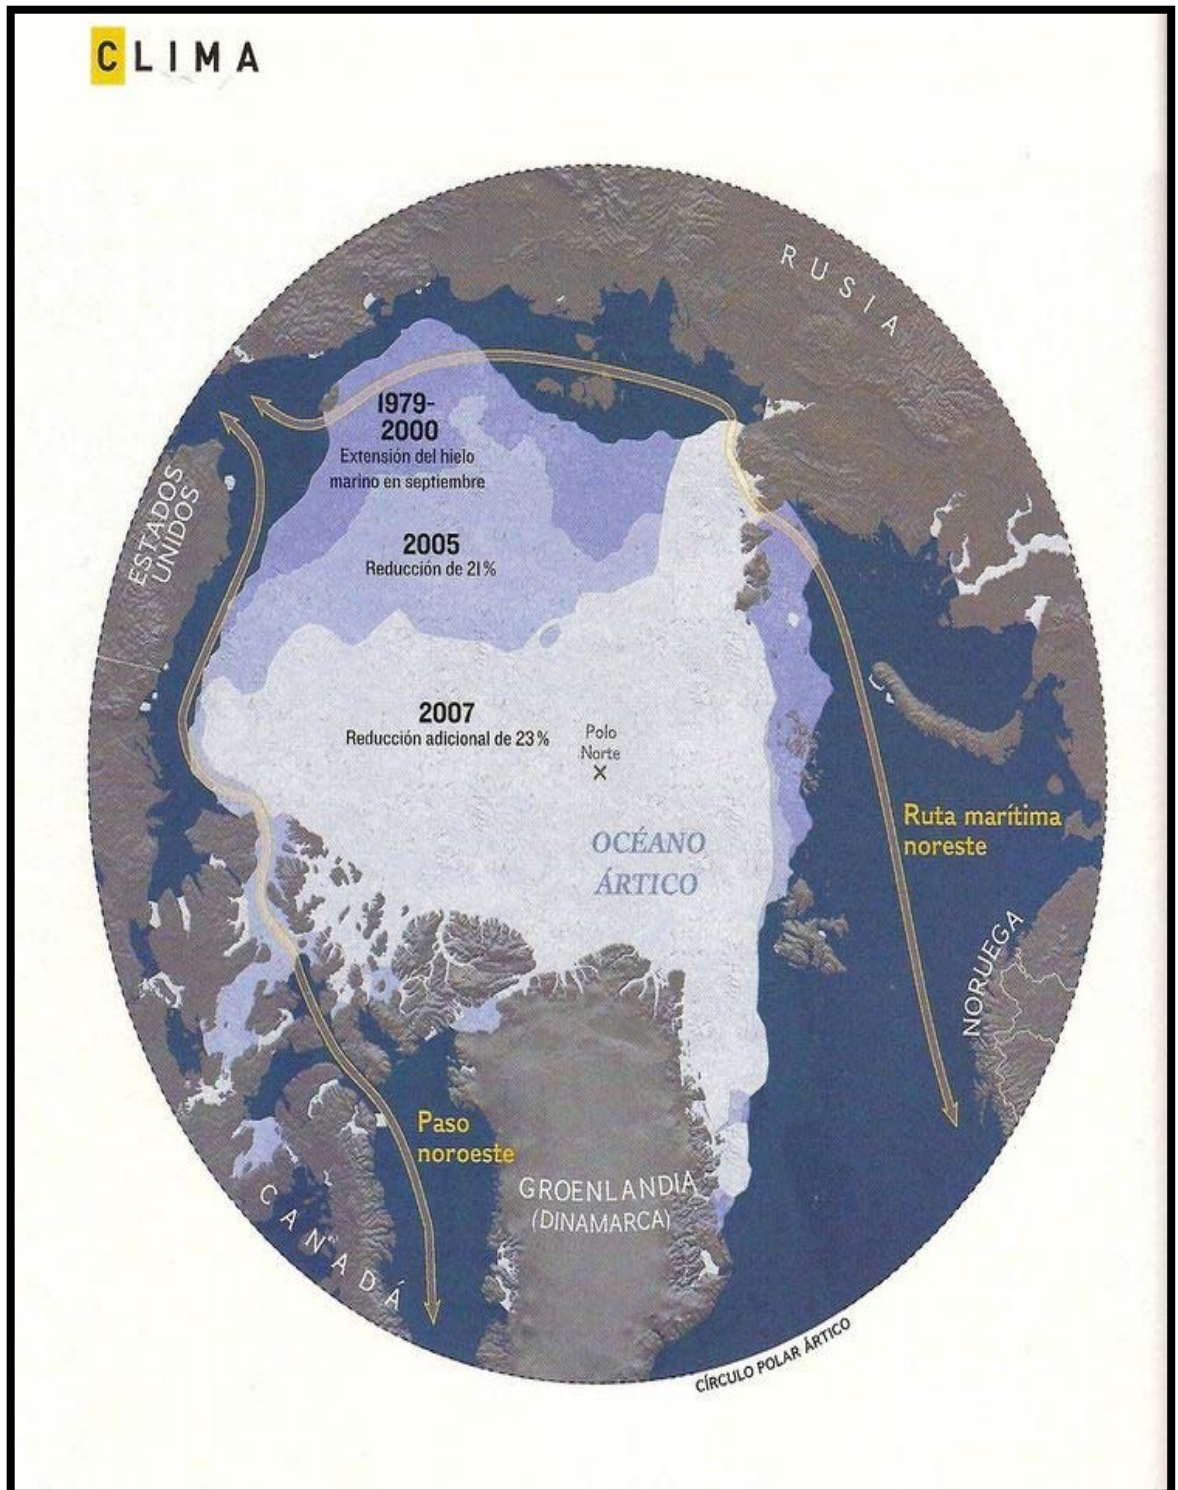 CLIMA
RUSIA
1979-
2000
Extensión del hielo
marino en septiembre
ESTADOS
UNIDOS
2005
Reducción de 21%
2007
Reducción adicional de 23%
Polo
Norte
OCÉANO
ÁRTICO
Ruta marítima
noreste
NORUEGA
Paso
noroeste
GROENLANDIA
(DINAMARCA)
CANADÁ
CÍRCULO POLAR ÁRTICO